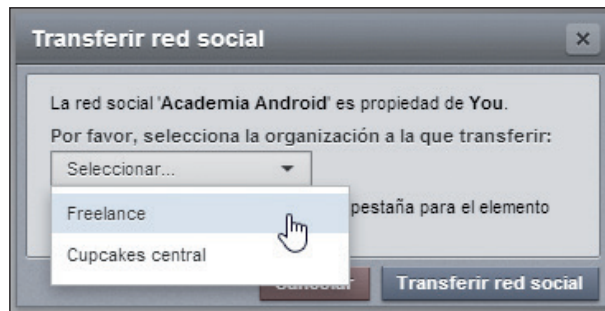 Transferir red social
La red social 'Academia Android' es propiedad de You.
Por favor, selecciona la organización a la que transferir:
Seleccionar...
Freelance
pestaña para el elemento
Cupcakes central
Transferir red social